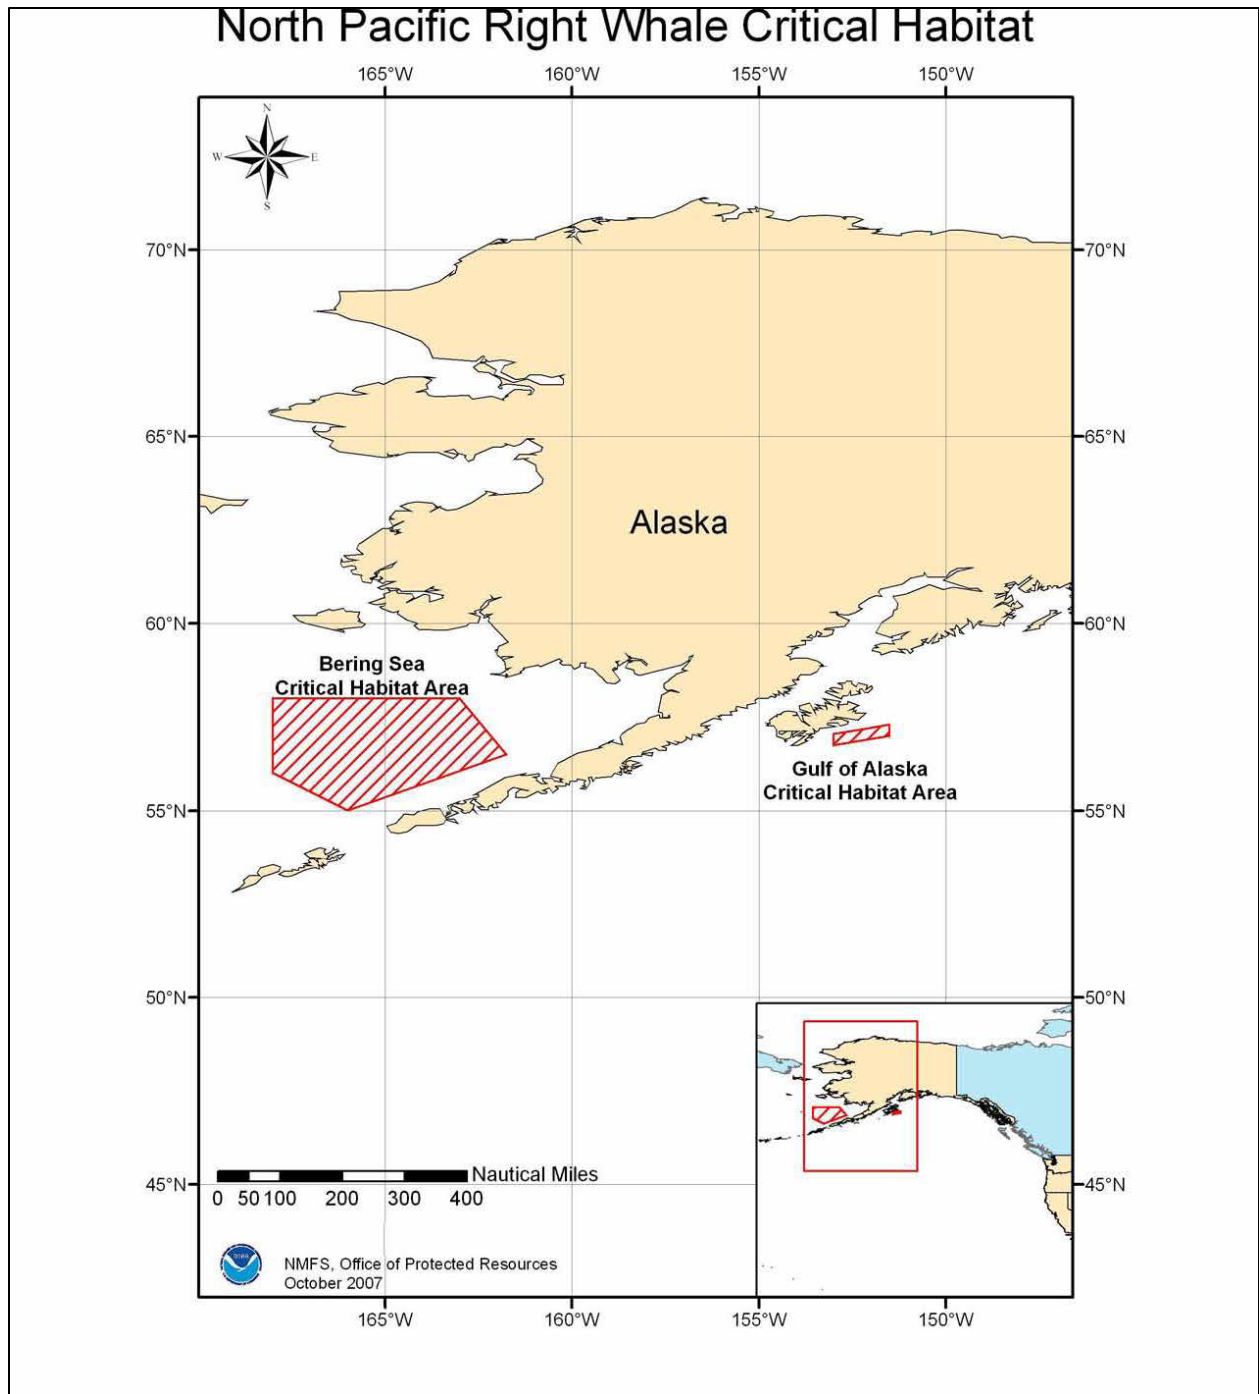 North Pacific Right Whale Critical Habitat
165°W 160°W 155°W 150°W
N
W E
S
70°N 70°N
65°N 65°N
Alaska
60°N 60°N
Bering Sea
Critical Habitat Area
Gulf of Alaska
Critical Habitat Area
55°N 55°N
50°N 50°N
Nautical Miles
45°N 45°N
0 50 100 200 300 400
NMFS, Office of Protected Resources
October 2007
165°W 160°W 155°W 150°W